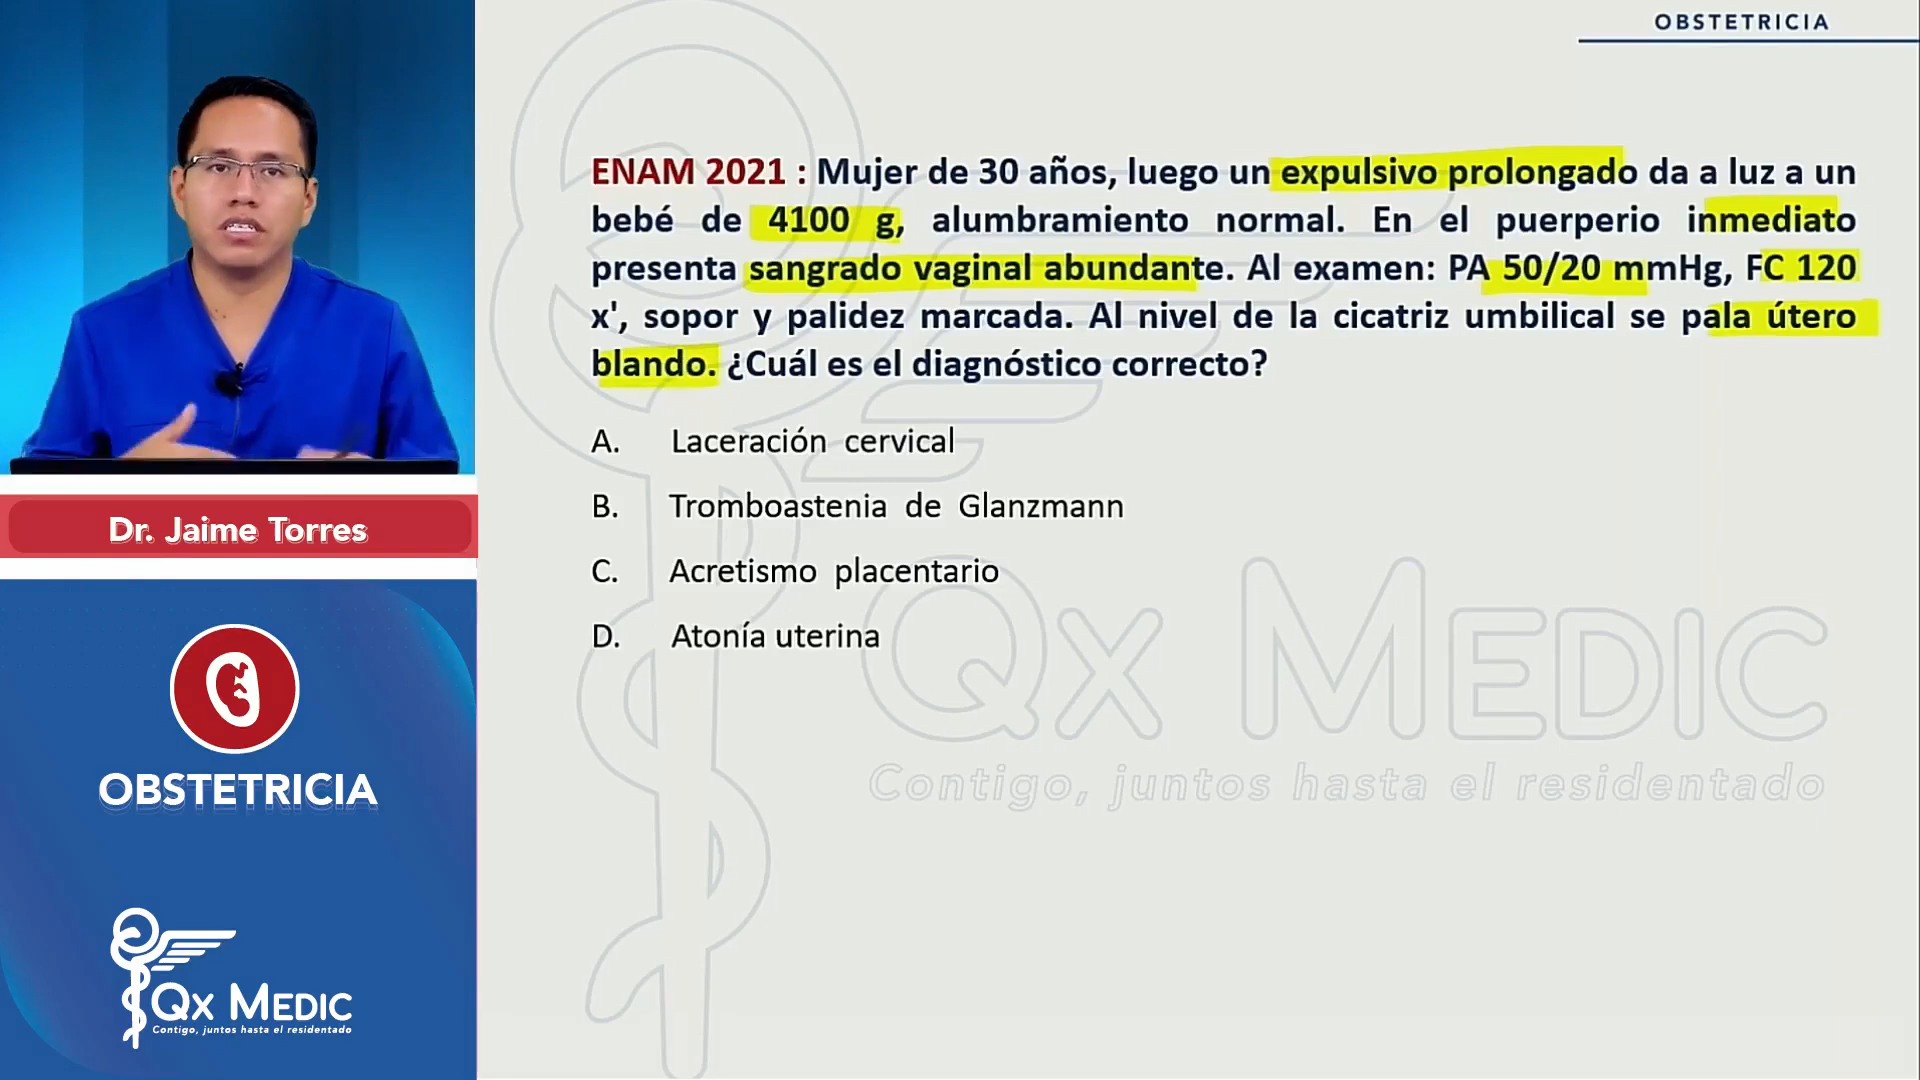 OBSTETRICIA
ENAM 2021 : Mujer de 30 años, luego un expulsivo prolongado da a luz a un
bebé de 4100 g, alumbramiento normal. En el puerperio inmediato
presenta sangrado vaginal abundante. Al examen: PA 50/20 mmHg, FC 120
x', sopor y palidez marcada. Al nivel de la cicatriz umbilical se pala útero
blando. ¿Cuál es el diagnóstico correcto?
A. Laceración cervical
B. Tromboastenia de Glanzmann
C. Acretismo placentario
D. Atonía uterina
Qx MEDIC
Contigo, juntos hasta el residentado
Dr. Jaime Torres
OBSTETRICIA
Qx MEDIC
Contigo, juntos hasta el residentado